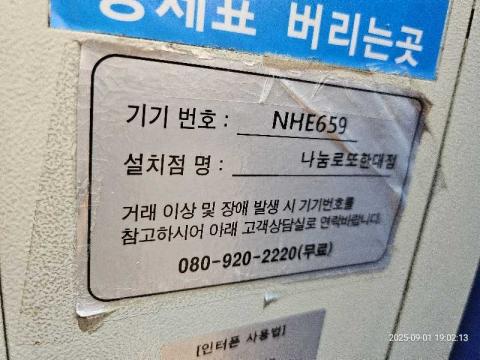 명세표 버리는곳
기기 번호 : NHE659
설치점 명 : 나눔로또한대점
거래 이상 및 장애 발생 시 기기번호를
참고하시어 아래 고객상담실로 연락바랍니다.
080-920-2220(무료)
[인터폰 사용법]
2025-09-01 19:02:13